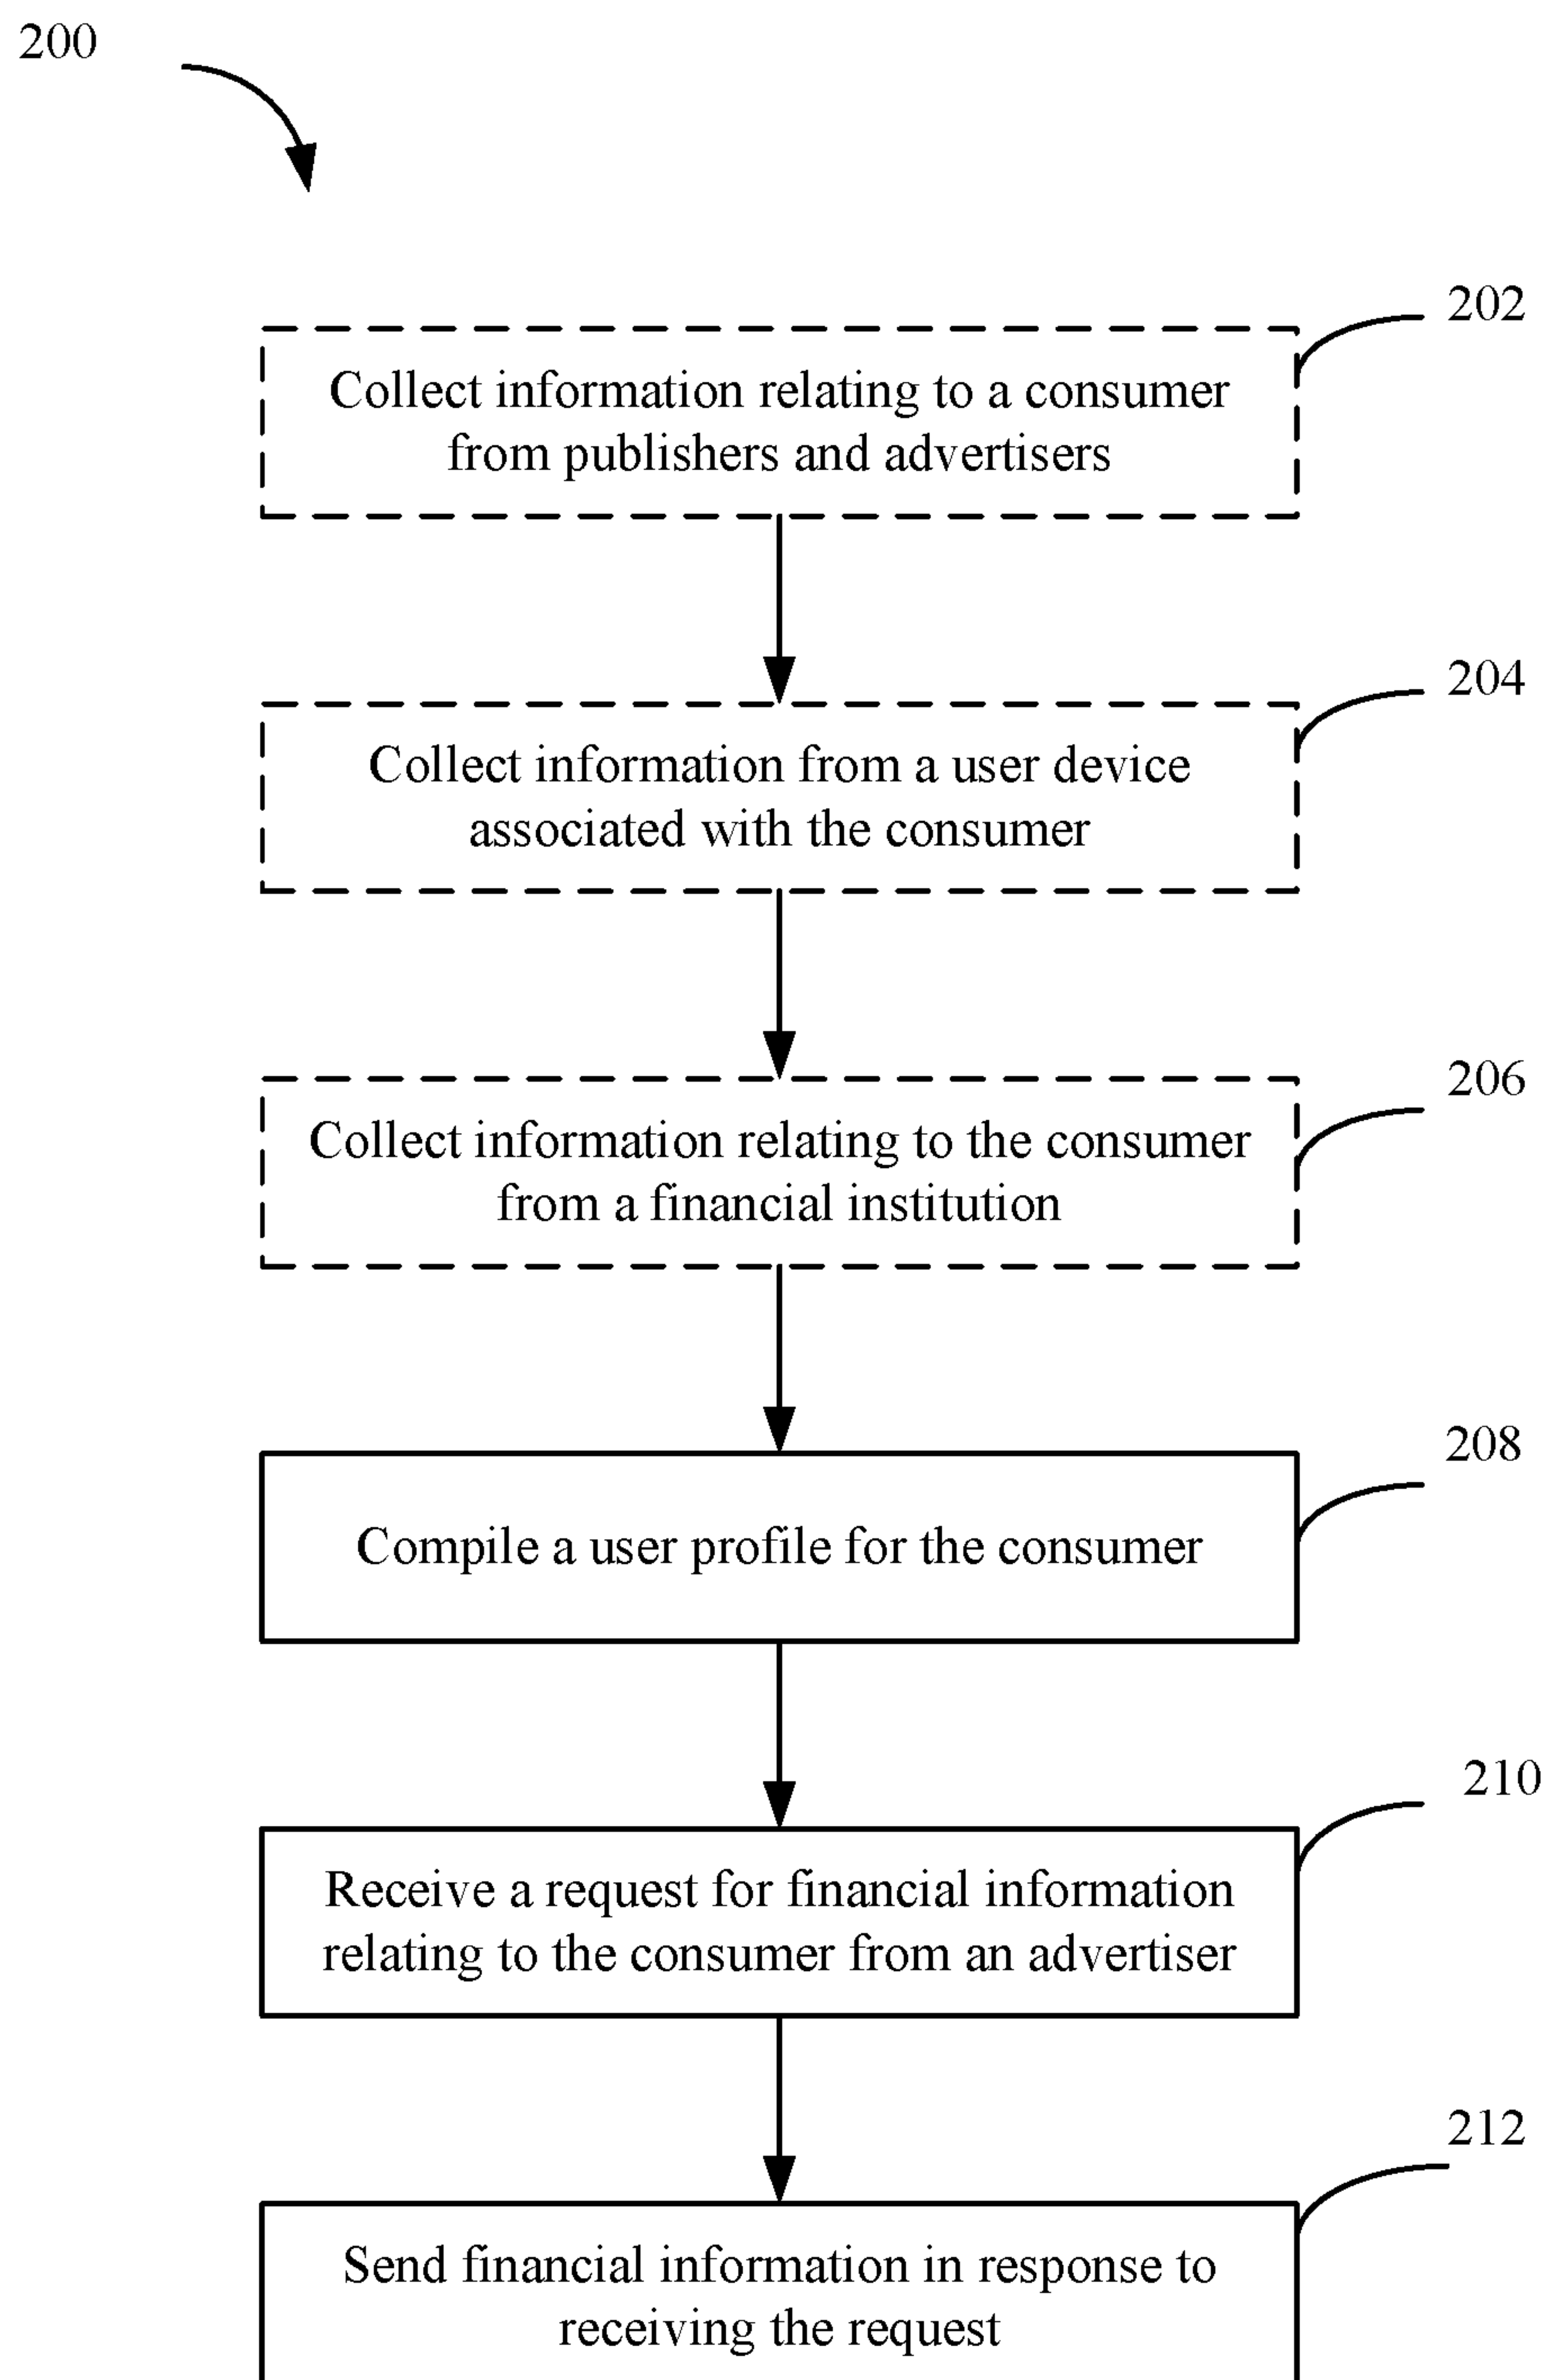 200
202
Collect information relating to a consumer
from publishers and advertisers
204
Collect information from a user device
associated with the consumer
206
Collect information relating to the consumer
from a financial institution
208
Compile a user profile for the consumer
210
Receive a request for financial information
relating to the consumer from an advertiser
212
Send financial information in response to
receiving the request